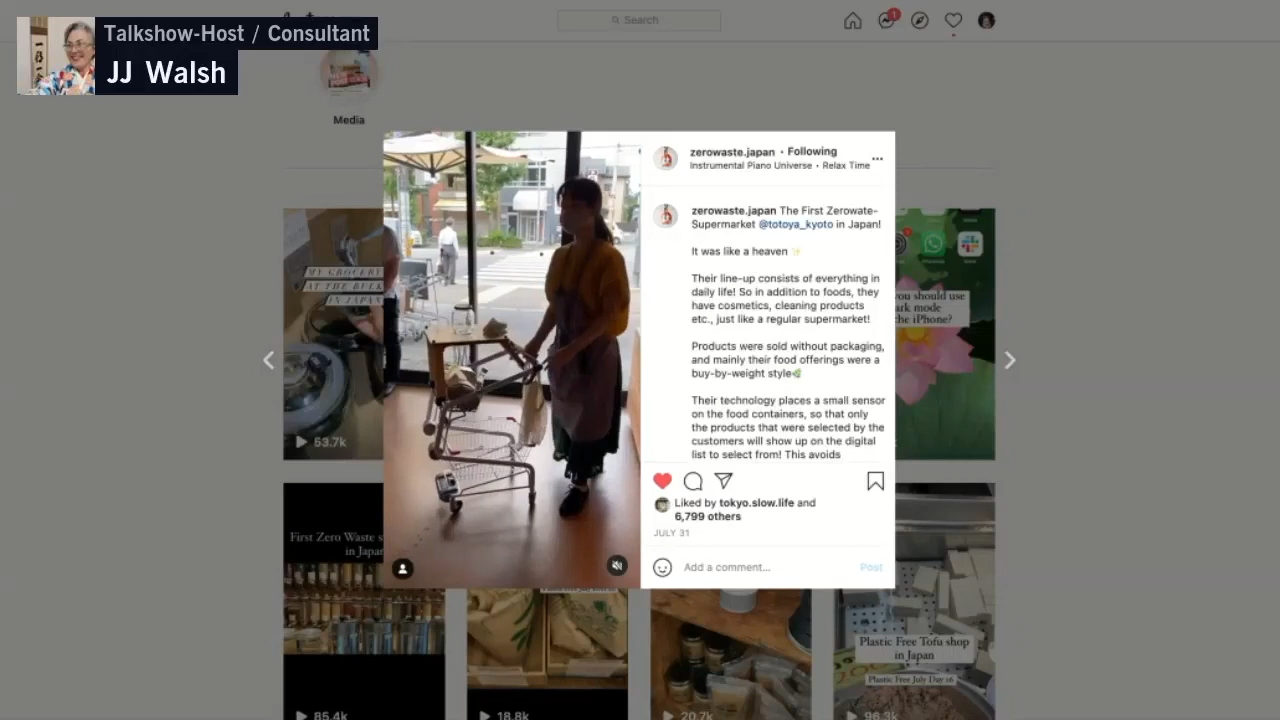 Talkshow-Host / Consultant
JJ Walsh
Search
1
Media
zerowaste.japan • Following
Instrumental Piano Universe • Relax Time
zerowaste.japan The First Zerowate-
Supermarket @totoya_kyoto in Japan!
It was like a heaven ✨
Their line-up consists of everything in
daily life! So in addition to foods, they
have cosmetics, cleaning products
etc., just like a regular supermarket!
Products were sold without packaging,
and mainly their food offerings were a
buy-by-weight style🌿
Their technology places a small sensor
on the food containers, so that only
the products that were selected by the
customers will show up on the digital
list to select from! This avoids
Liked by tokyo.slow.life and
6,799 others
JULY 31
Add a comment...
Post
MY GROCERY
AT THE BULK
IN JAPAN
53.7k
you should use
ark mode
he iPhone?
First Zero Waste s
in Japan
85.4k
18.8k
20.7k
Plastic Free Tofu shop
in Japan
Plastic Free July Day 16
96.3k